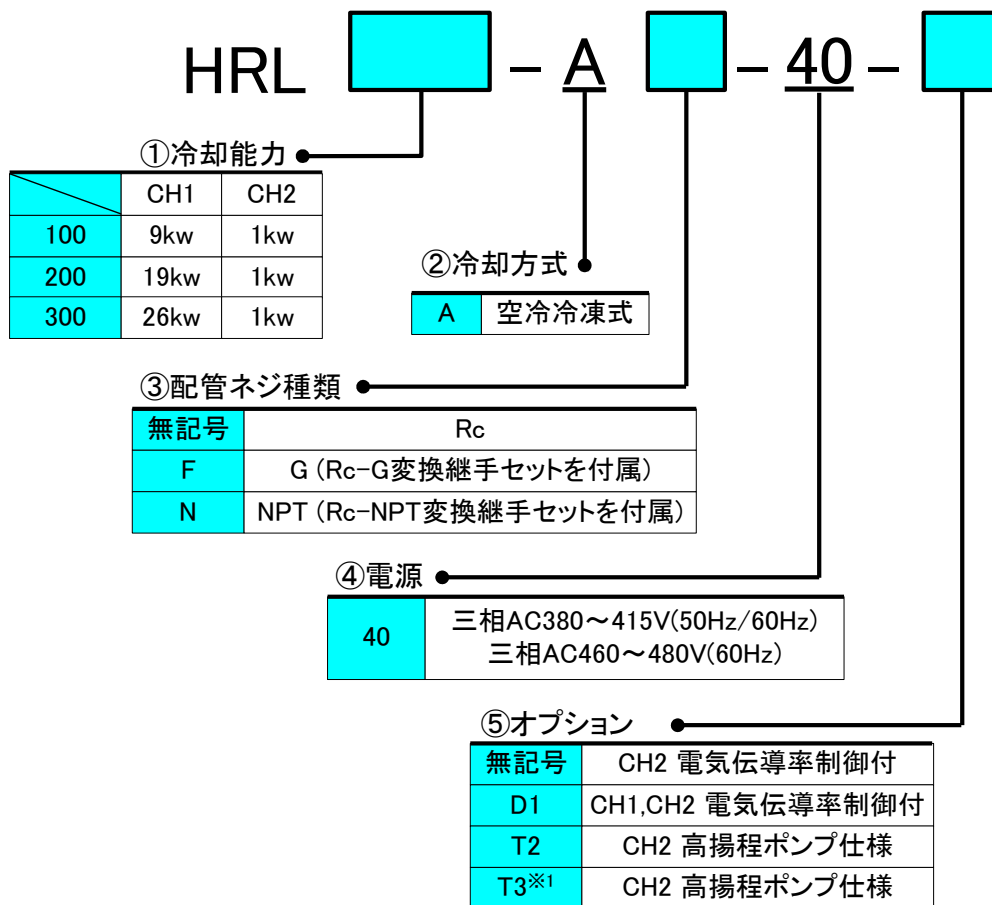 HRL - A - 40 -
①冷却能力
CH1 CH2
100 9kw 1kw
200 19kw 1kw
300 26kw 1kw
②冷却方式
A 空冷冷凍式
③配管ネジ種類
無記号 Rc
F G (Rc-G変換継手セットを付属)
N NPT (Rc-NPT変換継手セットを付属)
④電源
40 三相AC380～415V(50Hz/60Hz)
三相AC460～480V(60Hz)
⑤オプション
無記号 CH2 電気伝導率制御付
D1 CH1,CH2 電気伝導率制御付
T2 CH2 高揚程ポンプ仕様
T3※1 CH2 高揚程ポンプ仕様